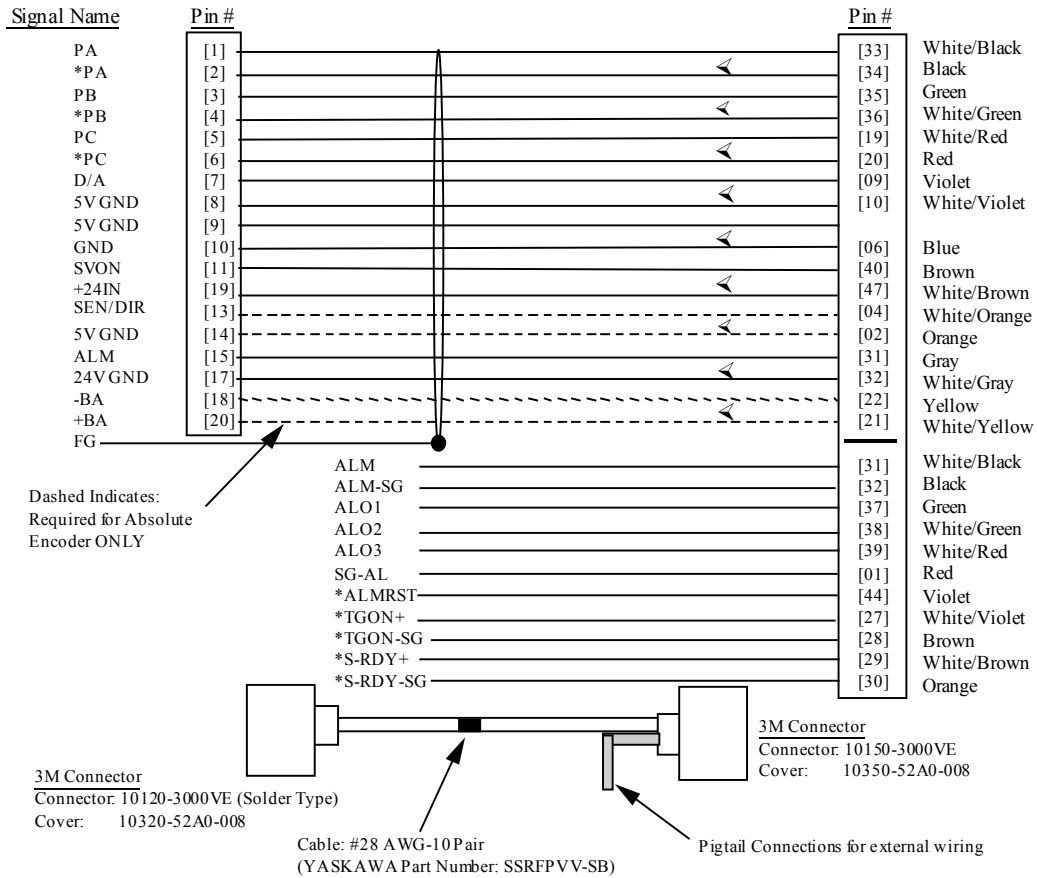 Signal Name Pin # Pin #
PA [1] [33] White/Black
*PA [2] [34] Black
PB [3] [35] Green
*PB [4] [36] White/Green
PC [5] [19] White/Red
*PC [6] [20] Red
D/A [7] [09] Violet
5V GND [8] [10] White/Violet
5V GND [9]
GND [10] [06] Blue
SVON [11] [40] Brown
+24IN [19] [47] White/Brown
SEN/DIR [13] [04] White/Orange
5V GND [14] [02] Orange
ALM [15] [31] Gray
24V GND [17] [32] White/Gray
-BA [18] [22] Yellow
+BA [20] [21] White/Yellow
FG
ALM [31] White/Black
ALM-SG [32] Black
ALO1 [37] Green
ALO2 [38] White/Green
ALO3 [39] White/Red
SG-AL [01] Red
*ALMRST [44] Violet
*TGON+ [27] White/Violet
*TGON-SG [28] Brown
*S-RDY+ [29] White/Brown
*S-RDY-SG [30] Orange
Dashed Indicates:
Required for Absolute
Encoder ONLY
3M Connector
Connector: 10150-3000VE
Cover: 10350-52A0-008
3M Connector
Connector: 10120-3000VE (Solder Type)
Cover: 10320-52A0-008
Cable: #28 AWG-10 Pair
(YASKAWA Part Number: SSRFPVV-SB)
Pigtail Connections for external wiring